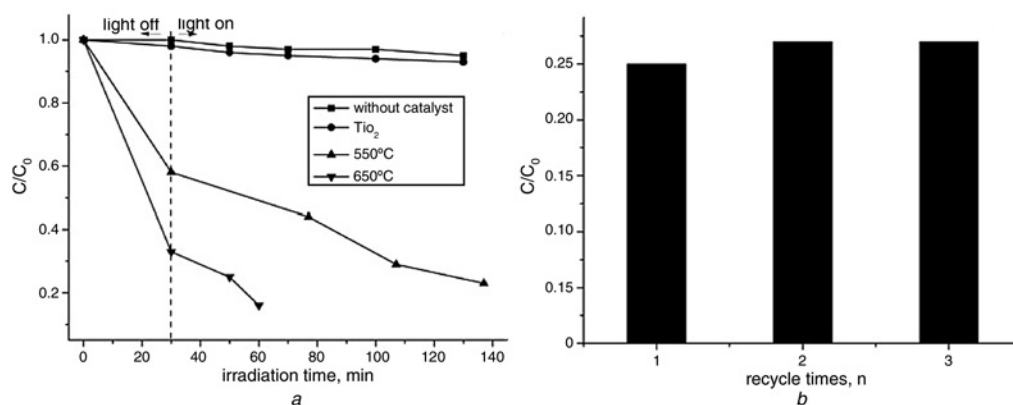 light off
light on
1.0
0.8
0.6
0.4
0.2
C/C0
without catalyst
Tio2
550ºC
650ºC
0
20
40
60
80
100
120
140
irradiation time, min
a
0.25
0.20
0.25
0.20
0.15
0
C/C0
1
2
3
recycle times, n
b